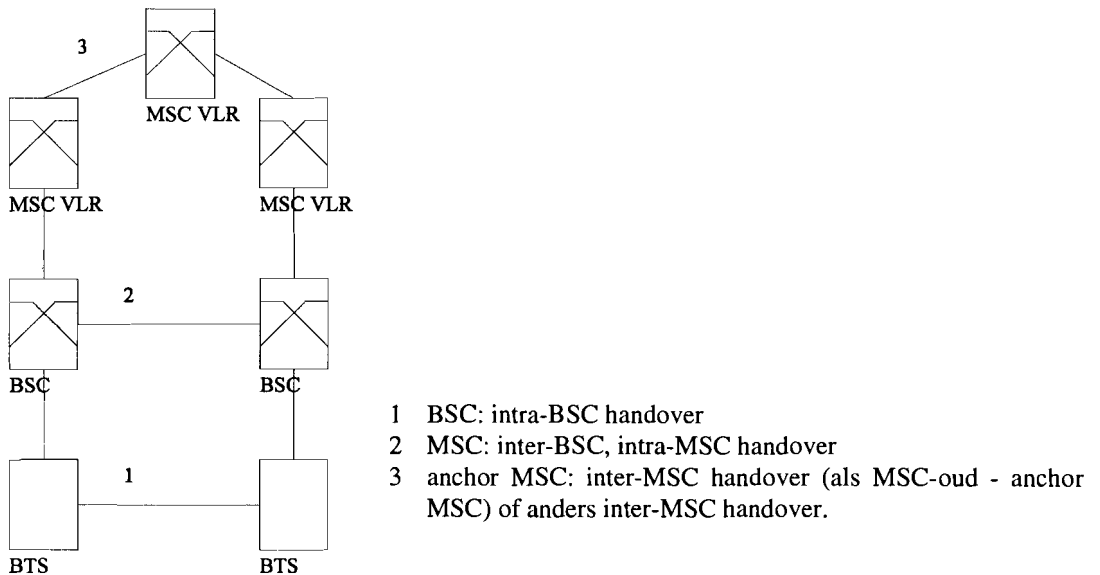 3
MSC VLR
MSC VLR
MSC VLR
2
BSC
BSC
1
BTS
BTS
1 BSC: intra-BSC handover
2 MSC: inter-BSC, intra-MSC handover
3 anchor MSC: inter-MSC handover (als MSC-oud - anchor
MSC) of anders inter-MSC handover.